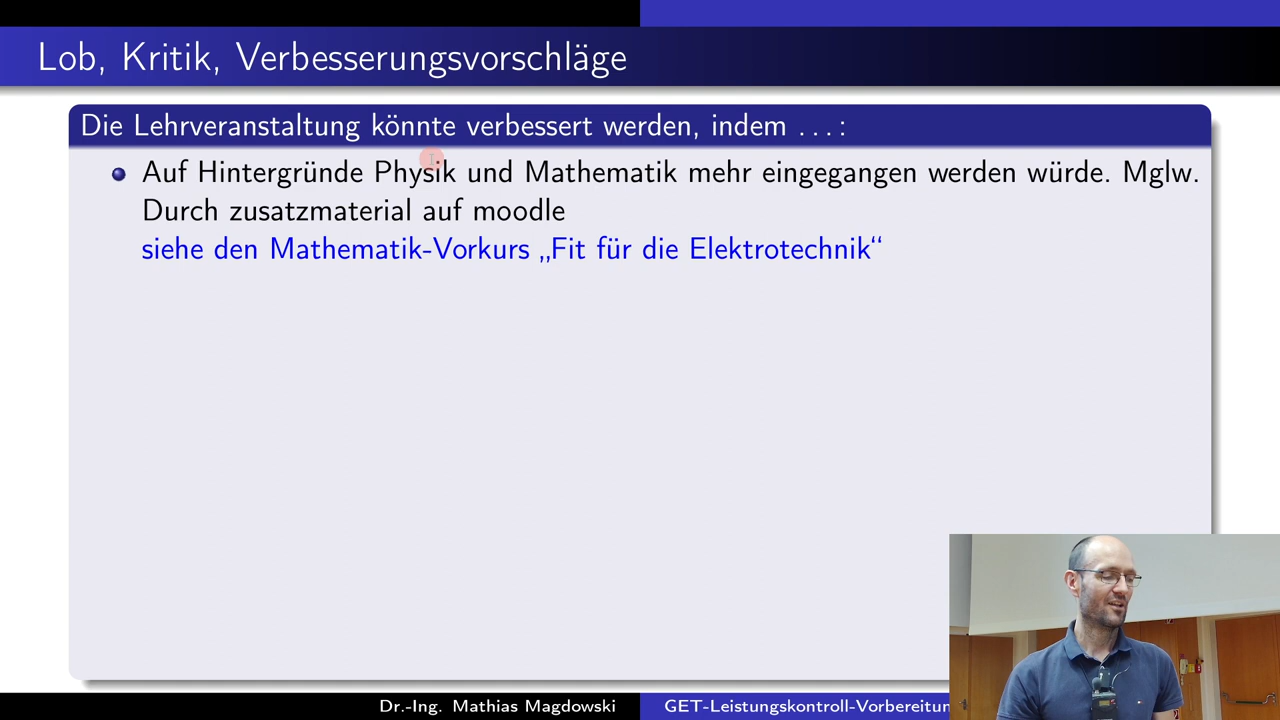 Lob, Kritik, Verbesserungsvorschläge
Die Lehrveranstaltung könnte verbessert werden, indem ...:
Auf Hintergründe Physik und Mathematik mehr eingegangen werden würde. Mglw.
Durch zusatzmaterial auf moodle
siehe den Mathematik-Vorkurs „Fit für die Elektrotechnik“
Dr.-Ing. Mathias Magdowski
GET-Leistungskontroll-Vorbereitun